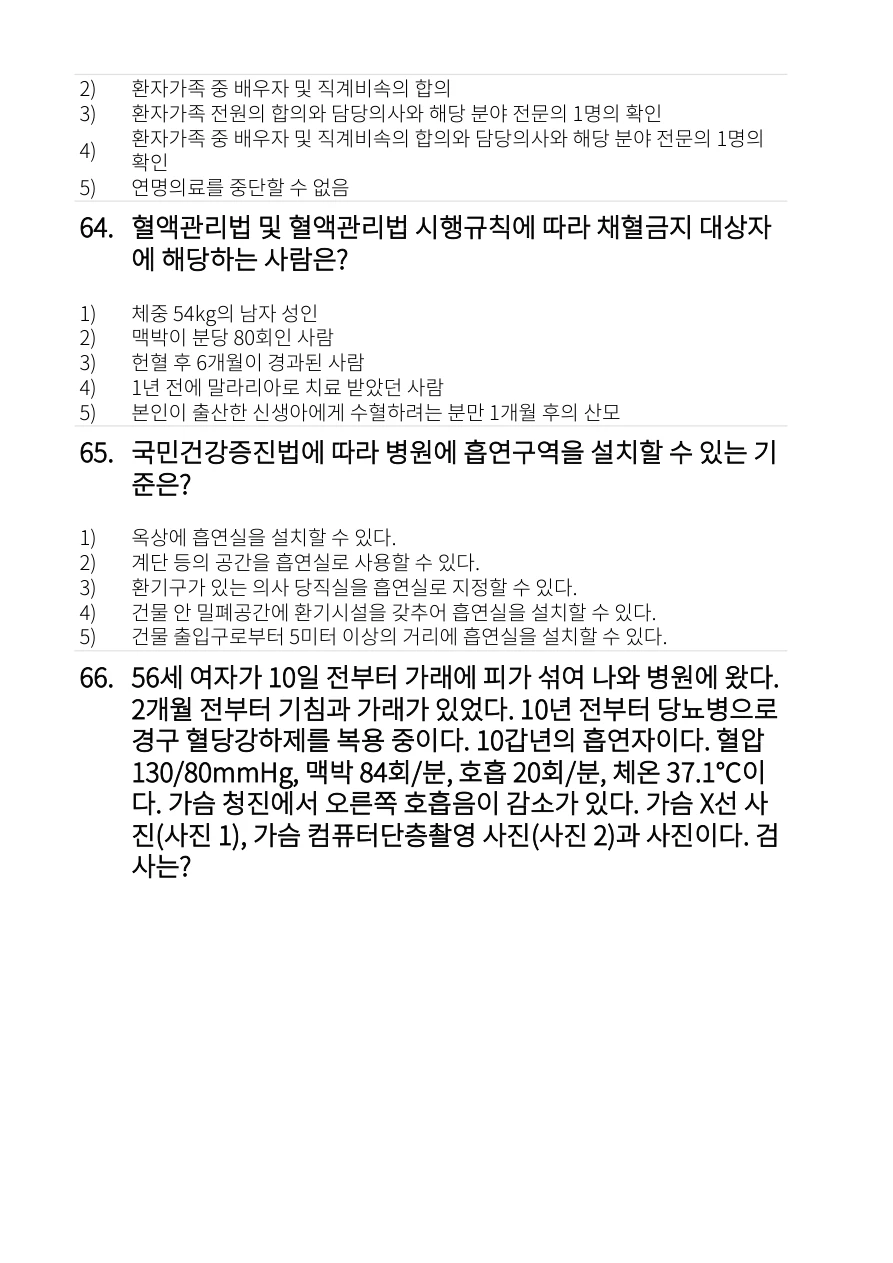 2) 환자가족 중 배우자 및 직계비속의 합의
3) 환자가족 전원의 합의와 담당의사와 해당 분야 전문의 1명의 확인
4) 환자가족 중 배우자 및 직계비속의 합의와 담당의사와 해당 분야 전문의 1명의
확인
5) 연명의료를 중단할 수 없음
64. 혈액관리법 및 혈액관리법 시행규칙에 따라 채혈금지 대상자
에 해당하는 사람은?
1) 체중 54kg의 남자 성인
2) 맥박이 분당 80회인 사람
3) 헌혈 후 6개월이 경과된 사람
4) 1년 전에 말라리아로 치료 받았던 사람
5) 본인이 출산한 신생아에게 수혈하려는 분만 1개월 후의 산모
65. 국민건강증진법에 따라 병원에 흡연구역을 설치할 수 있는 기
준은?
1) 옥상에 흡연실을 설치할 수 있다.
2) 계단 등의 공간을 흡연실로 사용할 수 있다.
3) 환기구가 있는 의사 당직실을 흡연실로 지정할 수 있다.
4) 건물 안 밀폐공간에 환기시설을 갖추어 흡연실을 설치할 수 있다.
5) 건물 출입구로부터 5미터 이상의 거리에 흡연실을 설치할 수 있다.
66. 56세 여자가 10일 전부터 가래에 피가 섞여 나와 병원에 왔다.
2개월 전부터 기침과 가래가 있었다. 10년 전부터 당뇨병으로
경구 혈당강하제를 복용 중이다. 10갑년의 흡연자이다. 혈압
130/80mmHg, 맥박 84회/분, 호흡 20회/분, 체온 37.1℃이
다. 가슴 청진에서 오른쪽 호흡음이 감소가 있다. 가슴 X선 사
진(사진 1), 가슴 컴퓨터단층촬영 사진(사진 2)과 사진이다. 검
사는?